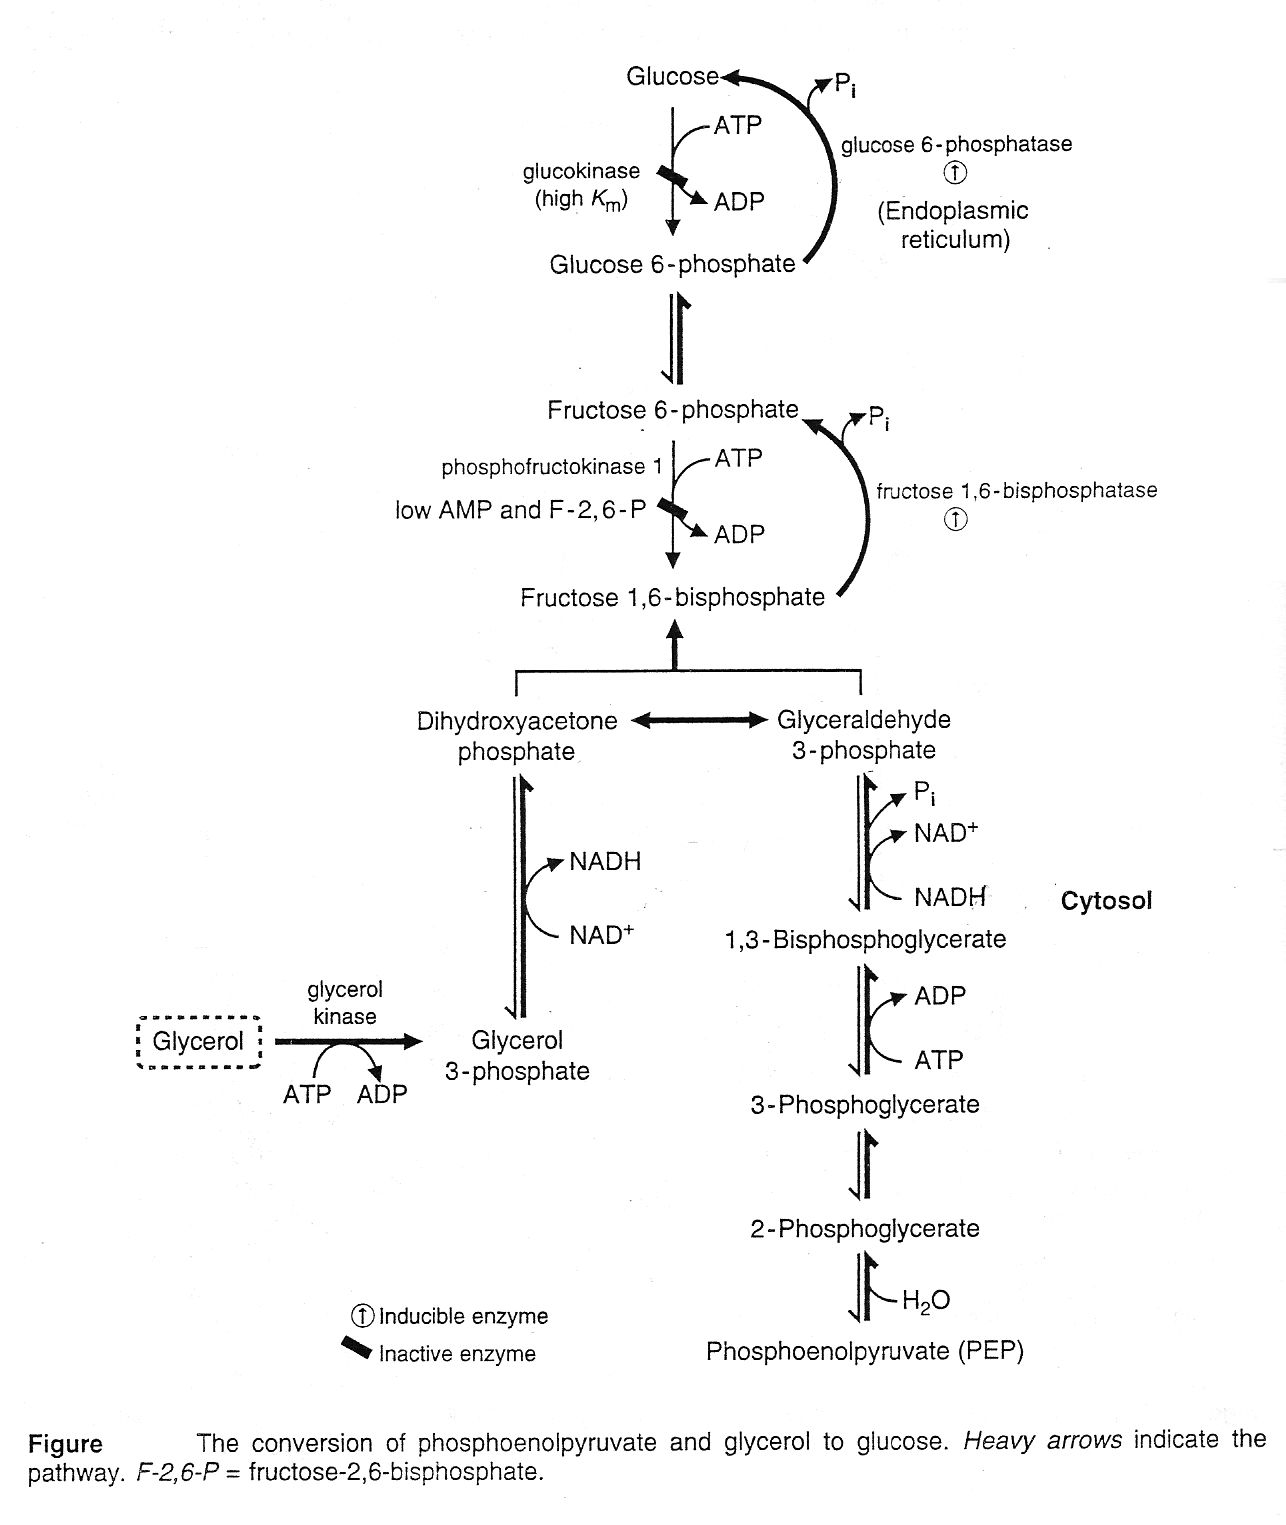 Glucose
Pi
ATP
glucose 6-phosphatase
↑
glucokinase
(high Km)
ADP
(Endoplasmic
reticulum)
Glucose 6-phosphate
Fructose 6-phosphate
Pi
phosphofructokinase 1
ATP
low AMP and F-2,6-P
fructose 1,6-bisphosphatase
↑
ADP
Fructose 1,6-bisphosphate
Dihydroxyacetone
phosphate
Glyceraldehyde
3-phosphate
Pi
NAD+
NADH
NADH
NAD+
Cytosol
1,3-Bisphosphoglycerate
ADP
ATP
glycerol
kinase
Glycerol
ATP
ADP
Glycerol
3-phosphate
3-Phosphoglycerate
2-Phosphoglycerate
H2O
Phosphoenolpyruvate (PEP)
↑ Inducible enzyme
Inactive enzyme
Figure The conversion of phosphoenolpyruvate and glycerol to glucose. Heavy arrows indicate the
pathway. F-2,6-P = fructose-2,6-bisphosphate.